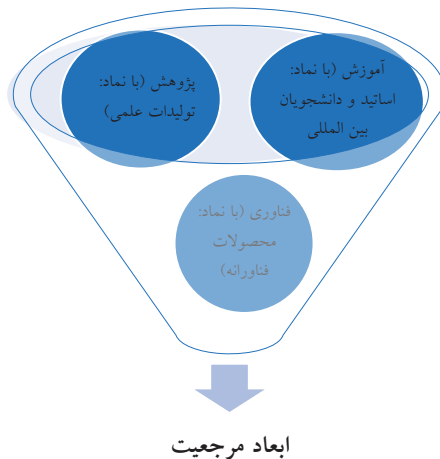 آموزش (با نماد:
اساتید و دانشجویان
بین المللی
پژوهش (با نماد:
تولیدات علمی)
فناوری (با نماد:
محصولات
فناورانه)
ابعاد مرجعیت